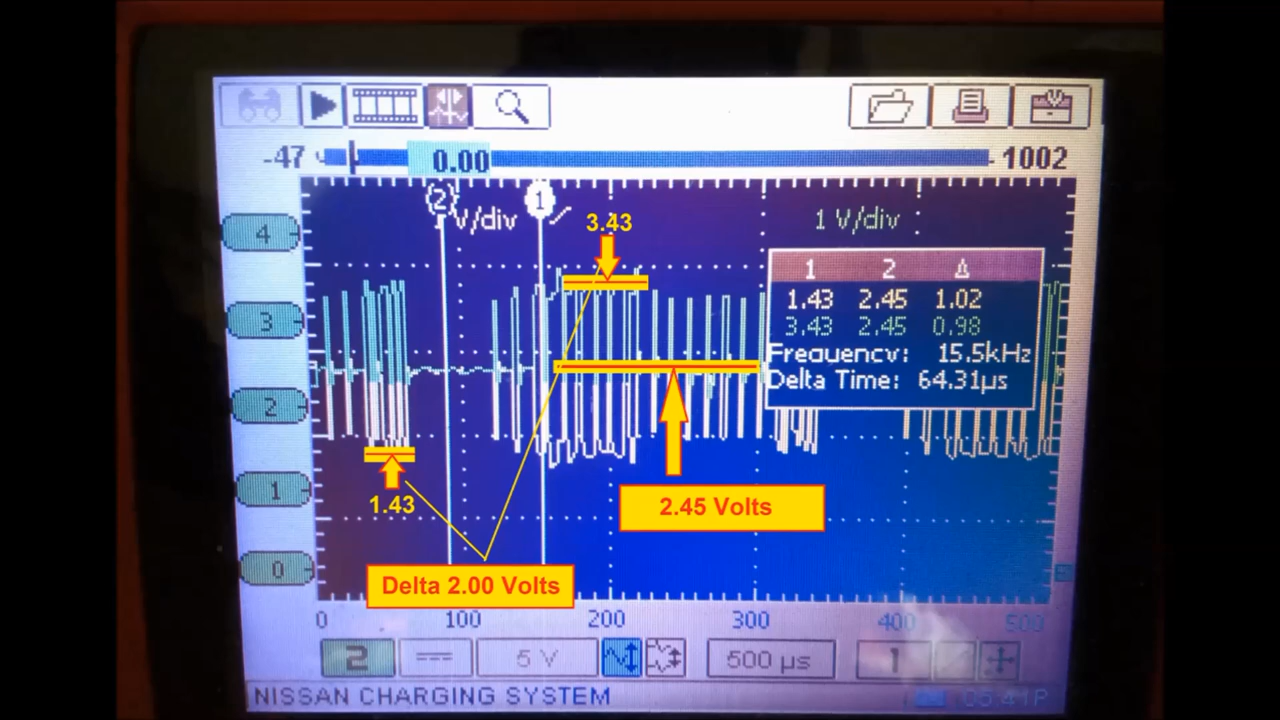 -47 0.00 1002
2 V/div 1 3.43 1 V/div
4
3
2
1
0
1 2 Δ
1.43 2.45 1.02
3.43 2.45 0.98
Frequency: 15.5kHz
Delta Time: 64.31µs
1.43
2.45 Volts
Delta 2.00 Volts
0 100 200 300 400 500
2 5 V 500 µs 1
NISSAN CHARGING SYSTEM 05:41P